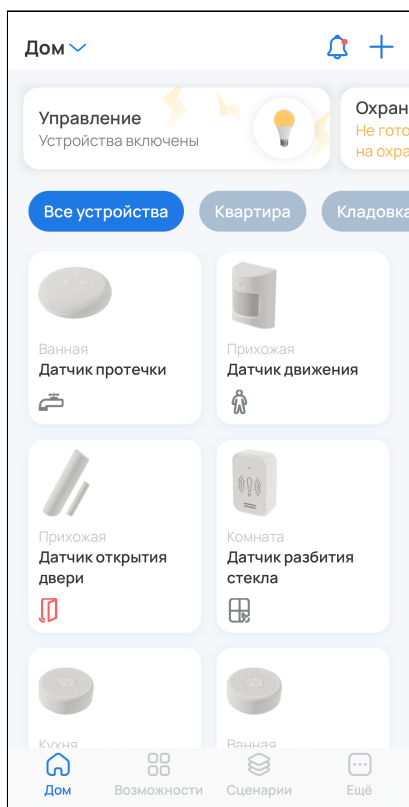 Дом
Управление
Устройства включены
Охран
Не гото
на охра
Все устройства
Квартира
Кладовка
Ванная
Датчик протечки
Прихожая
Датчик движения
Прихожая
Датчик открытия
двери
Комната
Датчик разбития
стекла
Кухня
Ванная
Дом
Возможности
Сценарии
Ещё